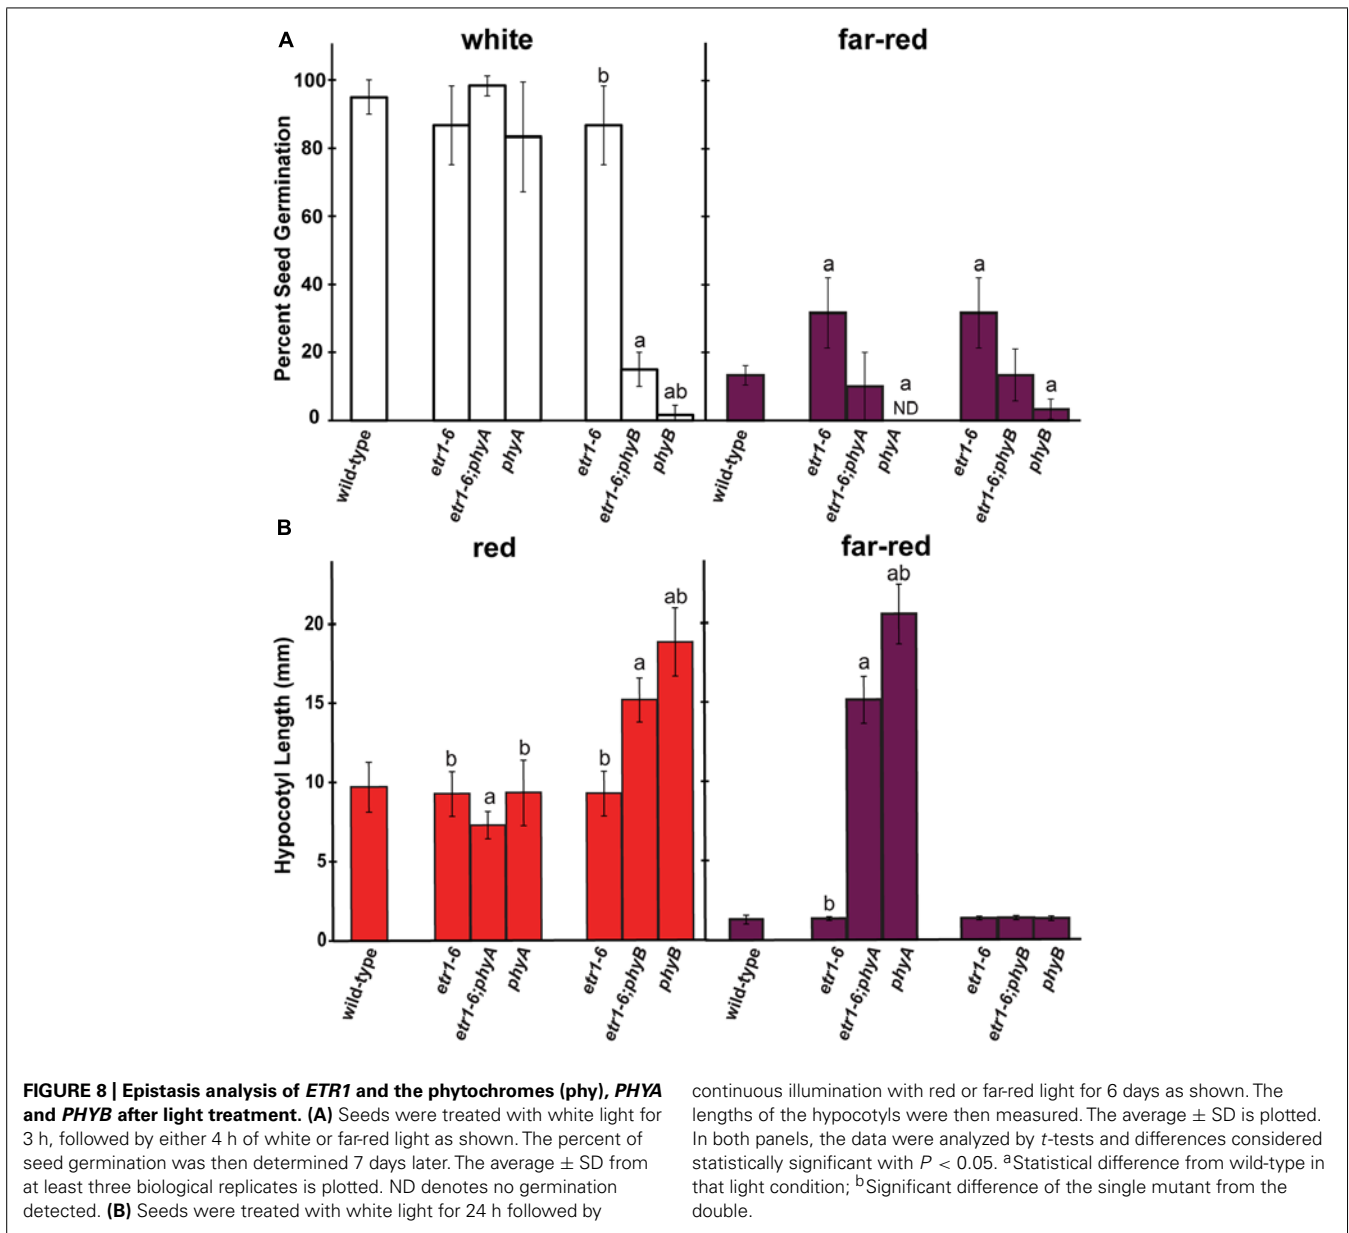 A
white
far-red
Percent Seed Germination
100
80
60
40
20
0
b
a
ab
a
a
ND
a
a
wild-type
etr1-6
etr1-6;phyA
phyA
etr1-6
etr1-6;phyB
phyB
wild-type
etr1-6
etr1-6;phyA
phyA
etr1-6
etr1-6;phyB
phyB
B
red
far-red
Hypocotyl Length (mm)
20
15
10
5
0
b
a
b
b
a
ab
b
a
ab
wild-type
etr1-6
etr1-6;phyA
phyA
etr1-6
etr1-6;phyB
phyB
wild-type
etr1-6
etr1-6;phyA
phyA
etr1-6
etr1-6;phyB
phyB
FIGURE 8 | Epistasis analysis of ETR1 and the phytochromes (phy), PHYA
and PHYB after light treatment. (A) Seeds were treated with white light for
3 h, followed by either 4 h of white or far-red light as shown. The percent of
seed germination was then determined 7 days later. The average ± SD from
at least three biological replicates is plotted. ND denotes no germination
detected. (B) Seeds were treated with white light for 24 h followed by
continuous illumination with red or far-red light for 6 days as shown. The
lengths of the hypocotyls were then measured. The average ± SD is plotted.
In both panels, the data were analyzed by t-tests and differences considered
statistically significant with P < 0.05. aStatistical difference from wild-type in
that light condition; bSignificant difference of the single mutant from the
double.